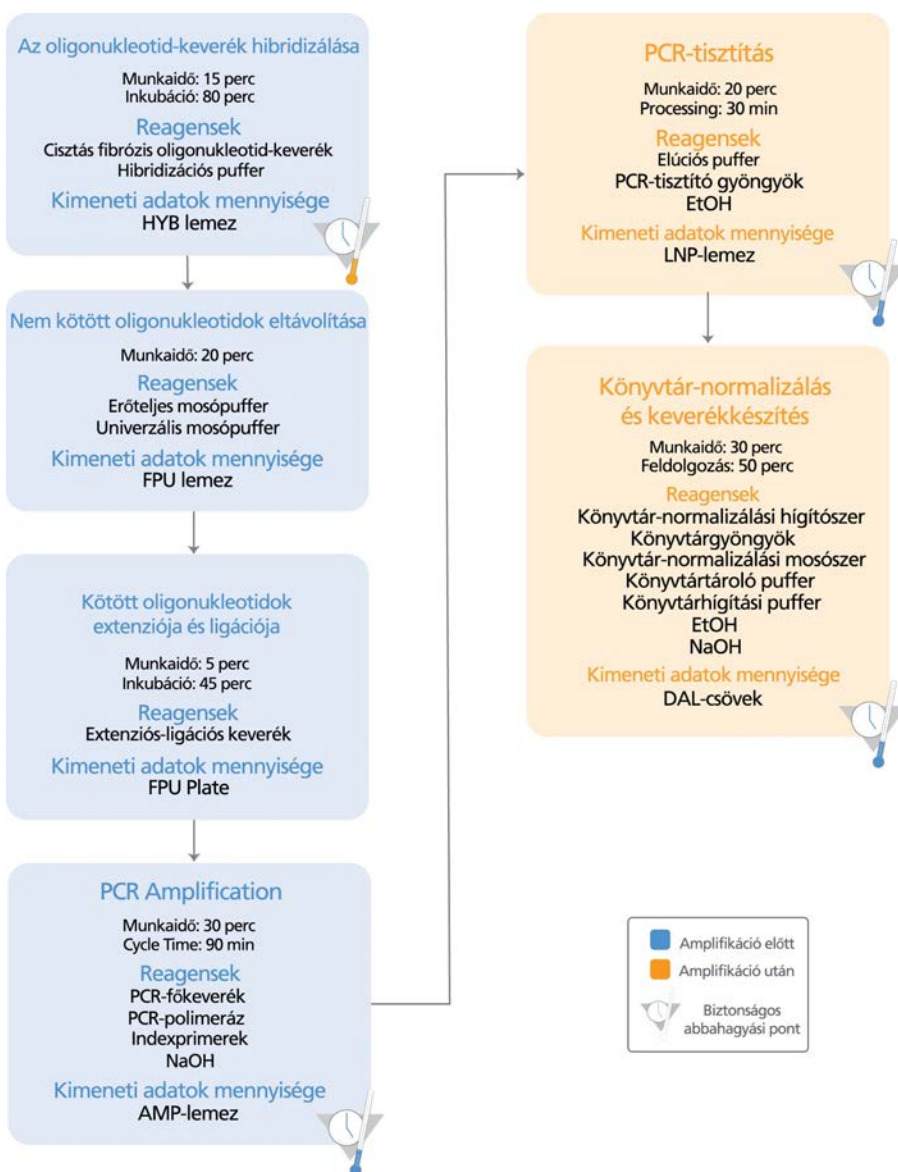 Az oligonukleotid-keverék hibridizálása
Munkaidő: 15 perc
Inkubáció: 80 perc
Reagensek
Cisztás fibrózis oligonukleotid-keverék
Hibridizációs puffer
Kimeneti adatok mennyisége
HYB lemez
Nem kötött oligonukleotidok eltávolítása
Munkaidő: 20 perc
Reagensek
Erőteljes mosópuffer
Univerzális mosópuffer
Kimeneti adatok mennyisége
FPU lemez
Kötött oligonukleotidok
extenziója és ligációja
Munkaidő: 5 perc
Inkubáció: 45 perc
Reagensek
Extenziós-ligációs keverék
Kimeneti adatok mennyisége
FPU Plate
PCR Amplification
Munkaidő: 30 perc
Cycle Time: 90 min
Reagensek
PCR-főkeverék
PCR-polimeráz
Indexprimerek
NaOH
Kimeneti adatok mennyisége
AMP-lemez
PCR-tisztítás
Munkaidő: 20 perc
Processing: 30 min
Reagensek
Elúciós puffer
PCR-tisztító gyöngyök
EtOH
Kimeneti adatok mennyisége
LNP-lemez
Könyvtár-normalizálás
és keverékkészítés
Munkaidő: 30 perc
Feldolgozás: 50 perc
Reagensek
Könyvtár-normalizálási hígítószer
Könyvtárgyöngyök
Könyvtár-normalizálási mosószer
Könyvtártároló puffer
Könyvtárhígítási puffer
EtOH
NaOH
Kimeneti adatok mennyisége
DAL-csövek
Amplifikáció előtt
Amplifikáció után
Biztonságos
abbahagyási pont